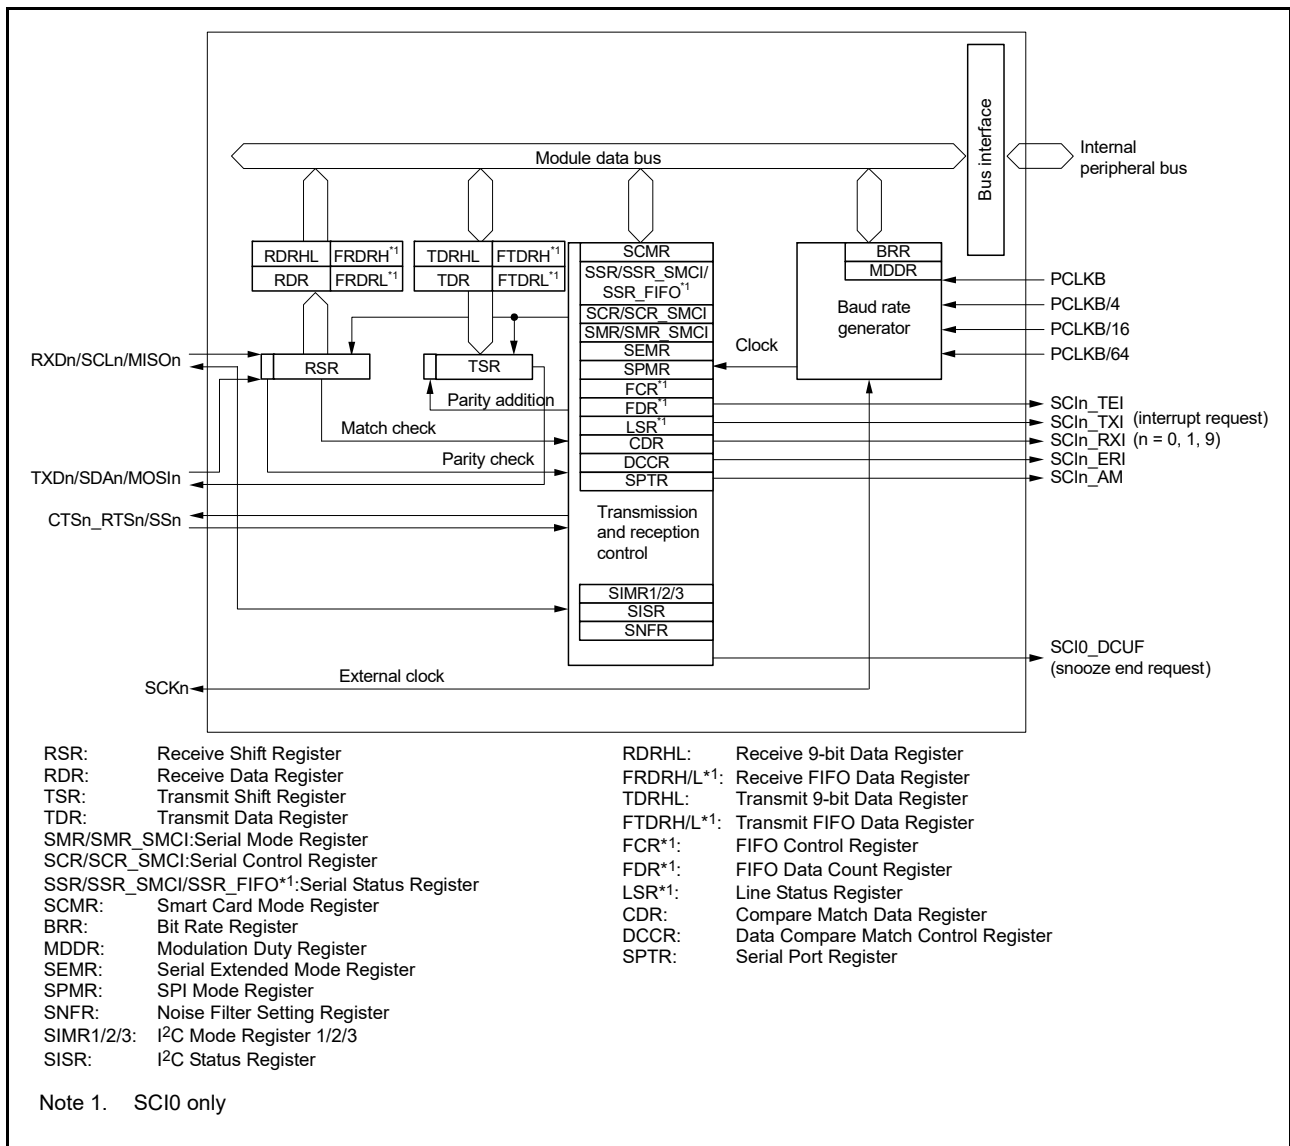 Bus interface
Module data bus
Internal
peripheral bus
RDRHL FRDRH*1
RDR FRDRL*1
TDRHL FTDRH*1
TDR FTDRL*1
SCMR
SSR/SSR_SMCI/
SSR_FIFO*1
SCR/SCR_SMCI
SMR/SMR_SMCI
SEMR
SPMR
FCR*1
FDR*1
LSR*1
CDR
DCCR
SPTR
Transmission
and reception
control
SIMR1/2/3
SISR
SNFR
BRR
MDDR
Baud rate
generator
Clock
PCLKB
PCLKB/4
PCLKB/16
PCLKB/64
RXDn/SCLn/MISOn
RSR
TSR
Parity addition
Match check
Parity check
TXDn/SDAn/MOSIn
CTSn_RTSn/SSn
SCIn_TEI
SCIn_TXI (interrupt request)
SCIn_RXI (n = 0, 1, 9)
SCIn_ERI
SCIn_AM
SCI0_DCUF
(snooze end request)
External clock
SCKn
RSR: Receive Shift Register
RDR: Receive Data Register
TSR: Transmit Shift Register
TDR: Transmit Data Register
SMR/SMR_SMCI:Serial Mode Register
SCR/SCR_SMCI:Serial Control Register
SSR/SSR_SMCI/SSR_FIFO*1:Serial Status Register
SCMR: Smart Card Mode Register
BRR: Bit Rate Register
MDDR: Modulation Duty Register
SEMR: Serial Extended Mode Register
SPMR: SPI Mode Register
SNFR: Noise Filter Setting Register
SIMR1/2/3: I2C Mode Register 1/2/3
SISR: I2C Status Register
RDRHL: Receive 9-bit Data Register
FRDRH/L*1: Receive FIFO Data Register
TDRHL: Transmit 9-bit Data Register
FTDRH/L*1: Transmit FIFO Data Register
FCR*1: FIFO Control Register
FDR*1: FIFO Data Count Register
LSR*1: Line Status Register
CDR: Compare Match Data Register
DCCR: Data Compare Match Control Register
SPTR: Serial Port Register
Note 1. SCI0 only